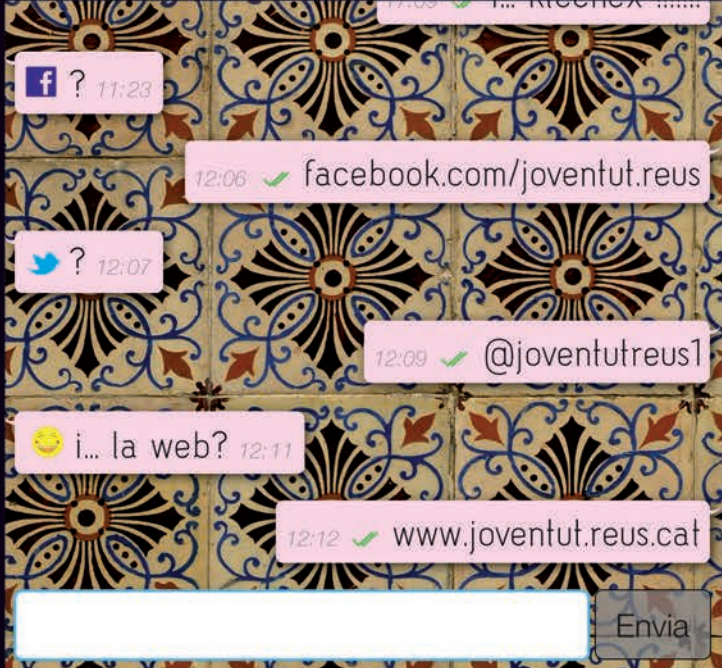 i... Kleenex !!!!!!!
? 11:23
12:06 facebook.com/joventut.reus
? 12:07
12:09 @joventutreus1
i... la web? 12:11
12:12 www.joventut.reus.cat
Envia